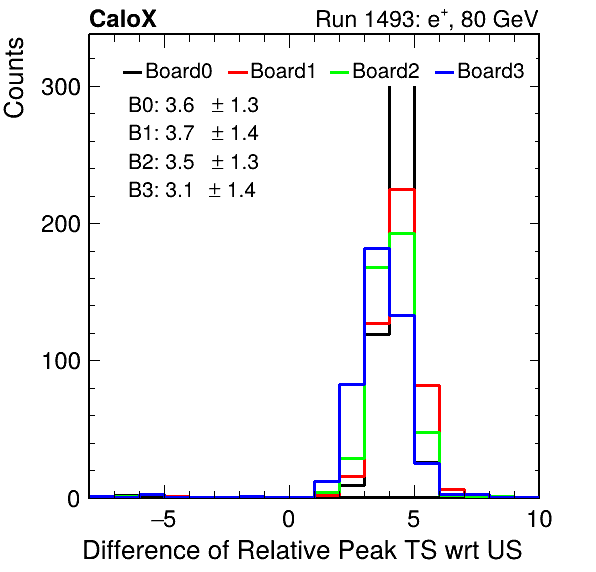 CaloX Run 1493: e⁺, 80 GeV
Counts
Board0 Board1 Board2 Board3
B0: 3.6 ± 1.3
B1: 3.7 ± 1.4
B2: 3.5 ± 1.3
B3: 3.1 ± 1.4
300
200
100
0
−5 0 5 10
Difference of Relative Peak TS wrt US